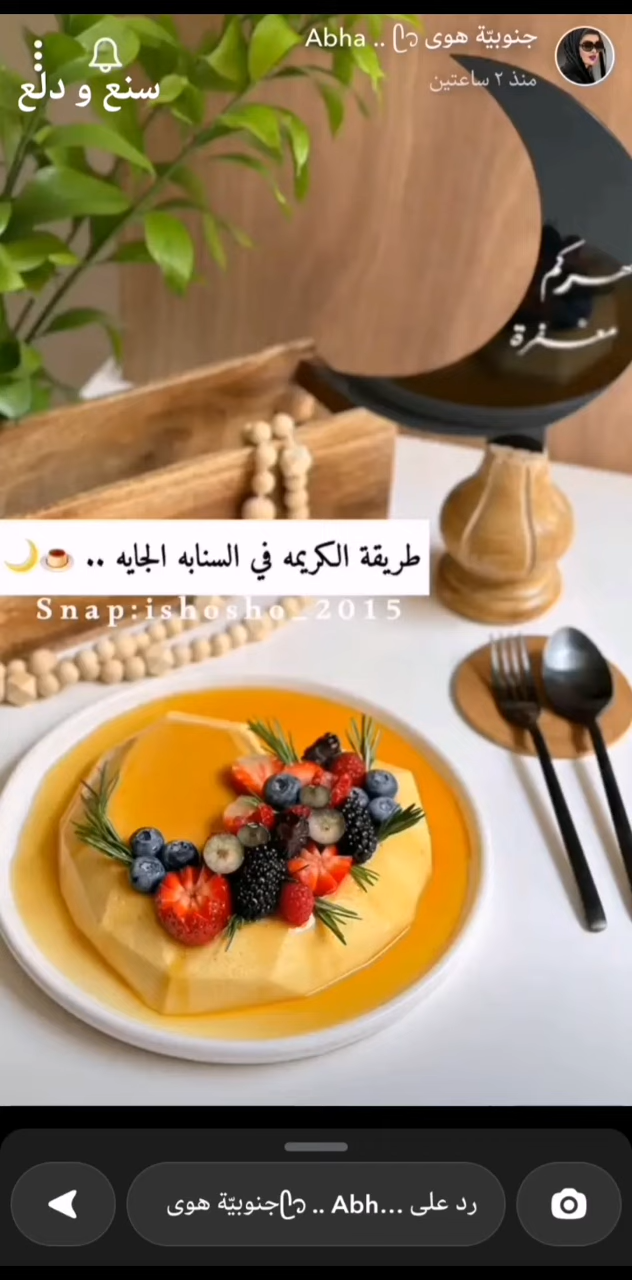 جنوبيّة هوى .. Abha
منذ ٢ ساعتين
سنع و دلع
مغفرة
طريقة الكريمه في السنابه الجايه ..
Snap:ishosho_2015
رد على ...Abh .. جنوبيّة هوى